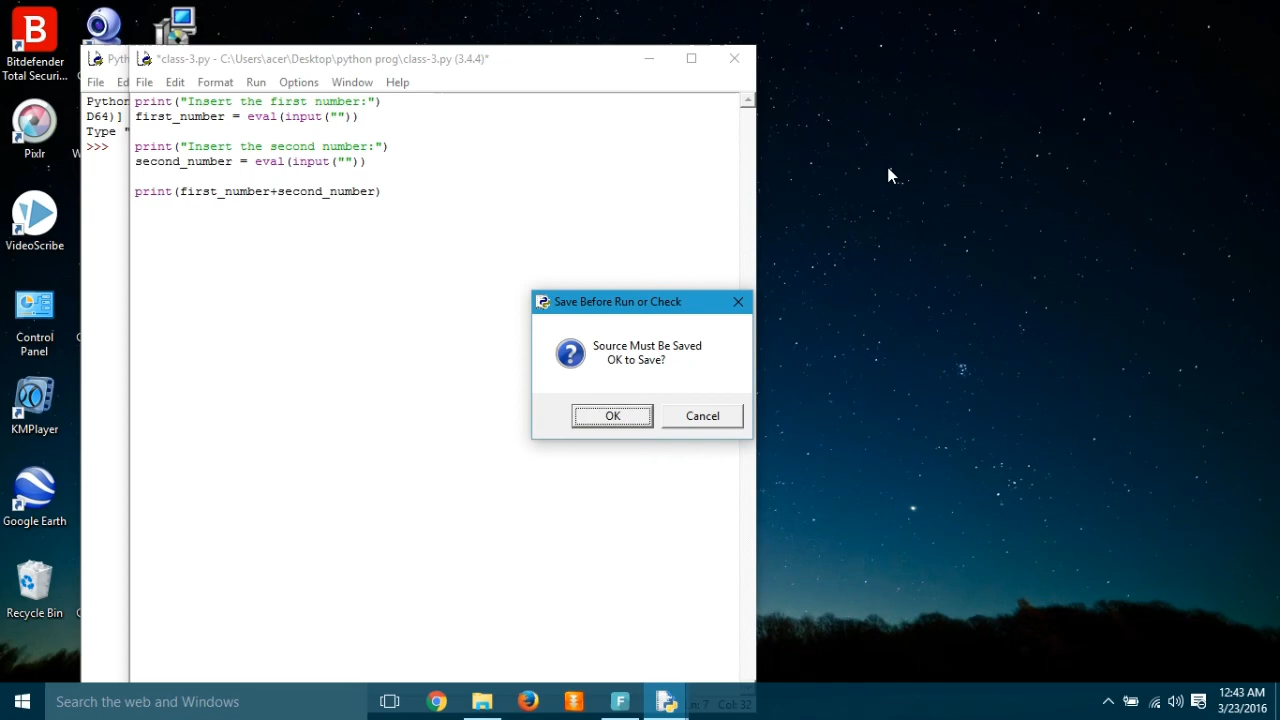 Bitdefender
Total Securi...
Pixlr
VideoScribe
Control
Panel
KMPlayer
Google Earth
Recycle Bin
File
Python
D64)]
Type "
>>>
*class-3.py - C:\Users\acer\Desktop\python prog\class-3.py (3.4.4)*
File Edit Format Run Options Window Help
print("Insert the first number:")
first_number = eval(input(""))
print("Insert the second number:")
second_number = eval(input(""))
print(first_number+second_number)
Save Before Run or Check
Source Must Be Saved
OK to Save?
OK
Cancel
Col: 32
Search the web and Windows
12:43 AM
3/23/2016